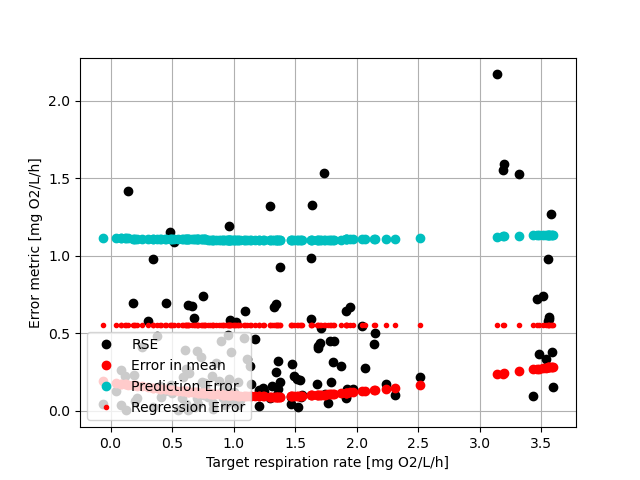 2.0
1.5
1.0
0.5
0.0
Error metric [mg O2/L/h]
RSE
Error in mean
Prediction Error
Regression Error
0.0 0.5 1.0 1.5 2.0 2.5 3.0 3.5
Target respiration rate [mg O2/L/h]